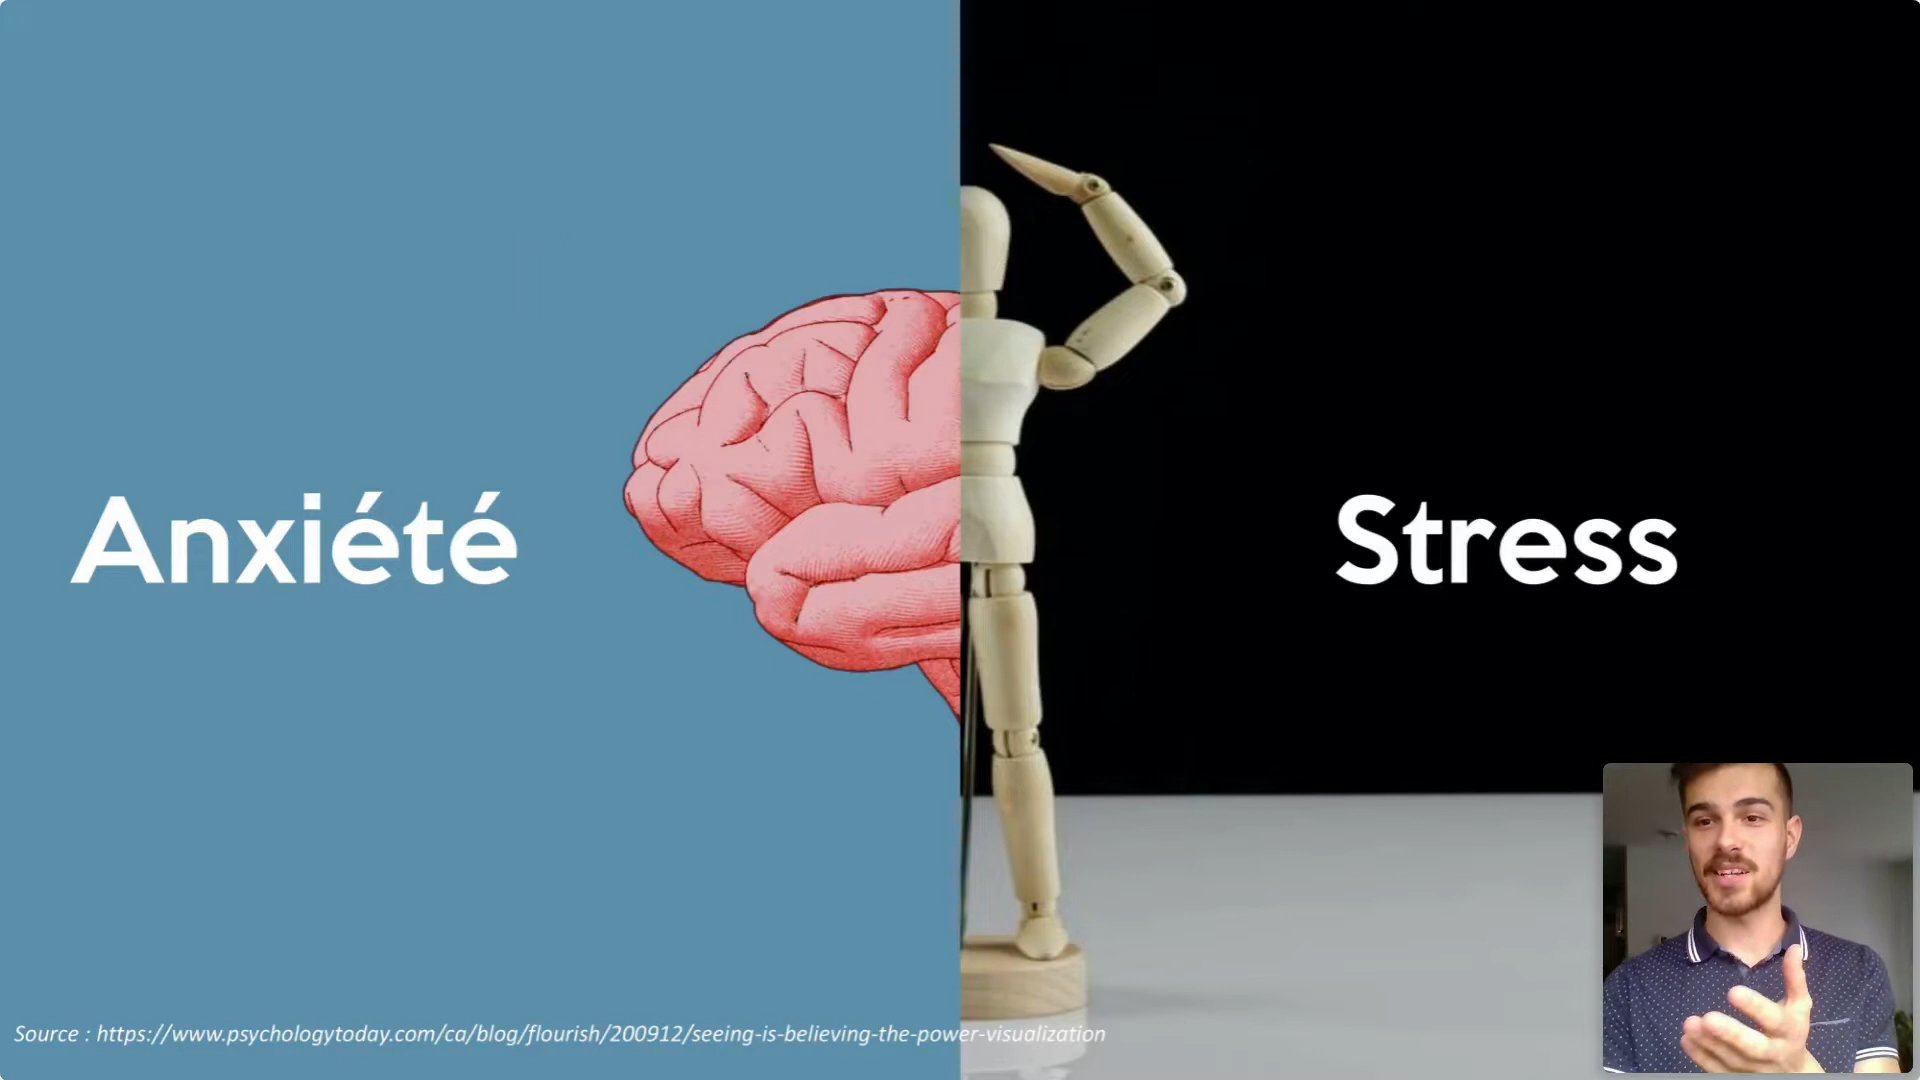 Anxiété
Stress
Source : https://www.psychologytoday.com/ca/blog/flourish/200912/seeing-is-believing-the-power-visualization